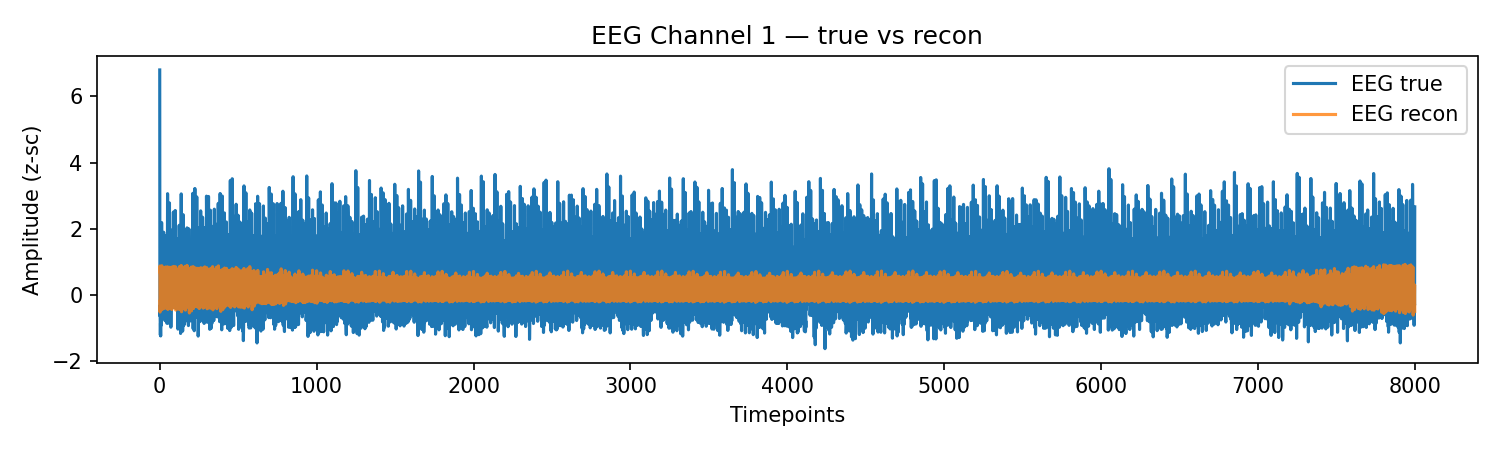 EEG Channel 1 — true vs recon
EEG true
EEG recon
Amplitude (z-sc)
6
4
2
0
−2
0 1000 2000 3000 4000 5000 6000 7000 8000
Timepoints